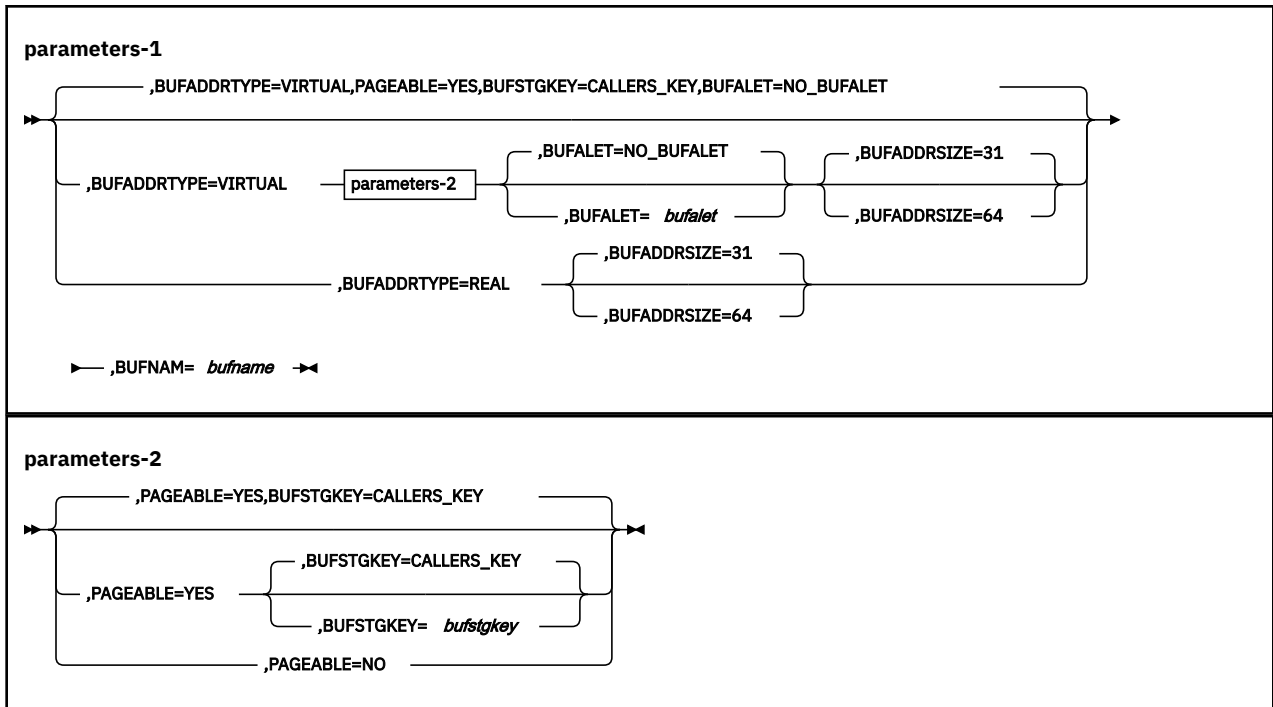 parameters-1
,BUFADDRTYPE=VIRTUAL,PAGEABLE=YES,BUFSTGKEY=CALLERS_KEY,BUFALET=NO_BUFALET
,BUFADDRTYPE=VIRTUAL
parameters-2
,BUFALET=NO_BUFALET
,BUFALET= bufalet
,BUFADDRSIZE=31
,BUFADDRSIZE=64
,BUFADDRTYPE=REAL
,BUFADDRSIZE=31
,BUFADDRSIZE=64
,BUFNAM= bufname
parameters-2
,PAGEABLE=YES,BUFSTGKEY=CALLERS_KEY
,PAGEABLE=YES
,BUFSTGKEY=CALLERS_KEY
,BUFSTGKEY= bufstgkey
,PAGEABLE=NO